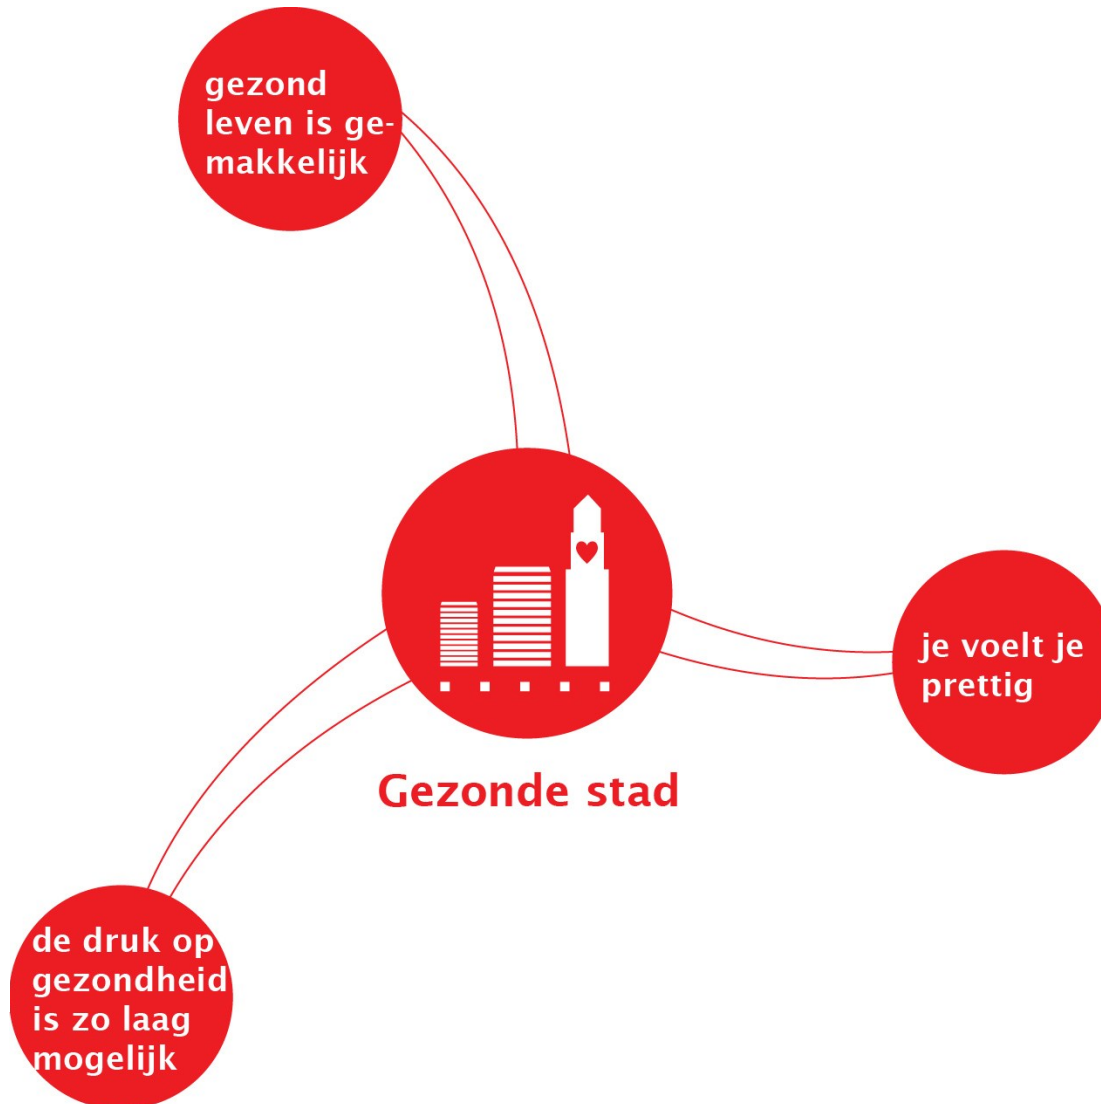 gezond
leven is ge-
makkelijk
je voelt je
prettig
Gezonde stad
de druk op
gezondheid
is zo laag
mogelijk